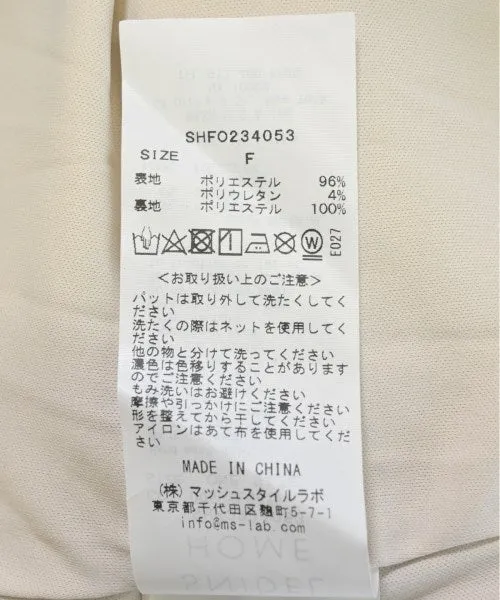 SHFO234053
SIZE F
表地 ポリエステル 96%
ポリウレタン 4%
裏地 ポリエステル 100%
W E027
<お取り扱い上のご注意>
パットは取り外して洗たくしてく
ださい
洗たくの際はネットを使用してく
ださい
他の物と分けて洗ってください
濃色は色移りすることがあります
のでご注意ください
もみ洗いはお避けください
摩擦や引っかけにご注意ください
形を整えてから干してください
アイロンはあて布を使用してくだ
さい
MADE IN CHINA
(株) マッシュスタイルラボ
東京都千代田区麹町5-7-1
info@ms-lab.com
HOME
SNIDEL